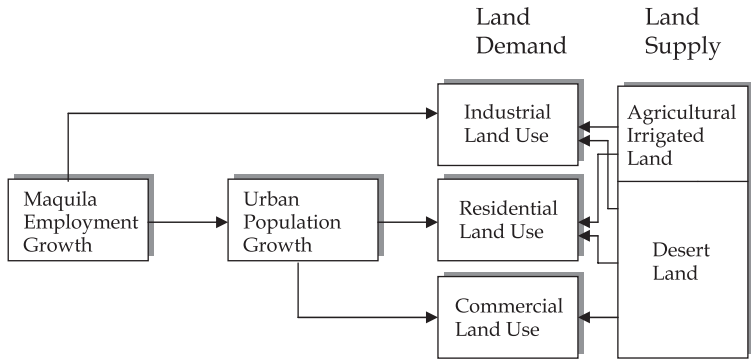 Land
Demand
Land
Supply
Industrial
Land Use
Agricultural
Irrigated
Land
Maquila
Employment
Growth
Urban
Population
Growth
Residential
Land Use
Desert
Land
Commercial
Land Use